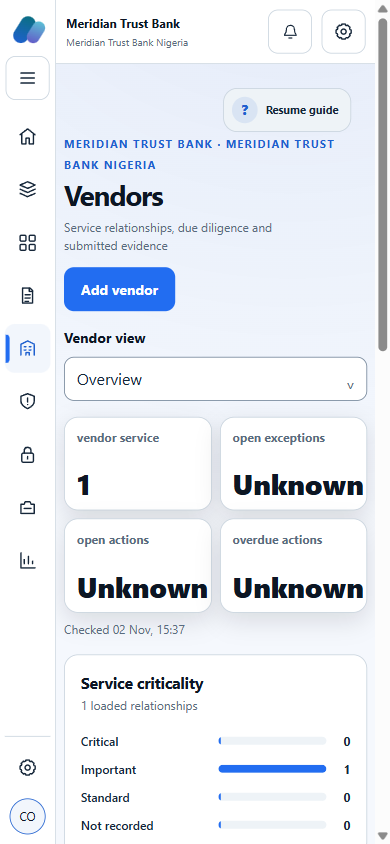 Meridian Trust Bank
Meridian Trust Bank Nigeria
? Resume guide
MERIDIAN TRUST BANK · MERIDIAN TRUST
BANK NIGERIA
Vendors
Service relationships, due diligence and
submitted evidence
Add vendor
Vendor view
Overview
vendor service
1
open exceptions
Unknown
open actions
Unknown
overdue actions
Unknown
Checked 02 Nov, 15:37
Service criticality
1 loaded relationships
Critical 0
Important 1
Standard 0
Not recorded 0
CO